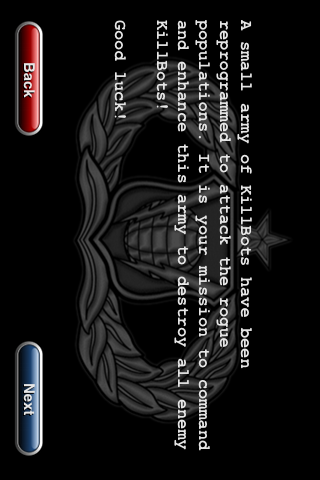 A small army of KillBots have been
reprogrammed to attack the rogue
populations. It is your mission to command
and enhance this army to destroy all enemy
KillBots!
Good luck!
Back
Next